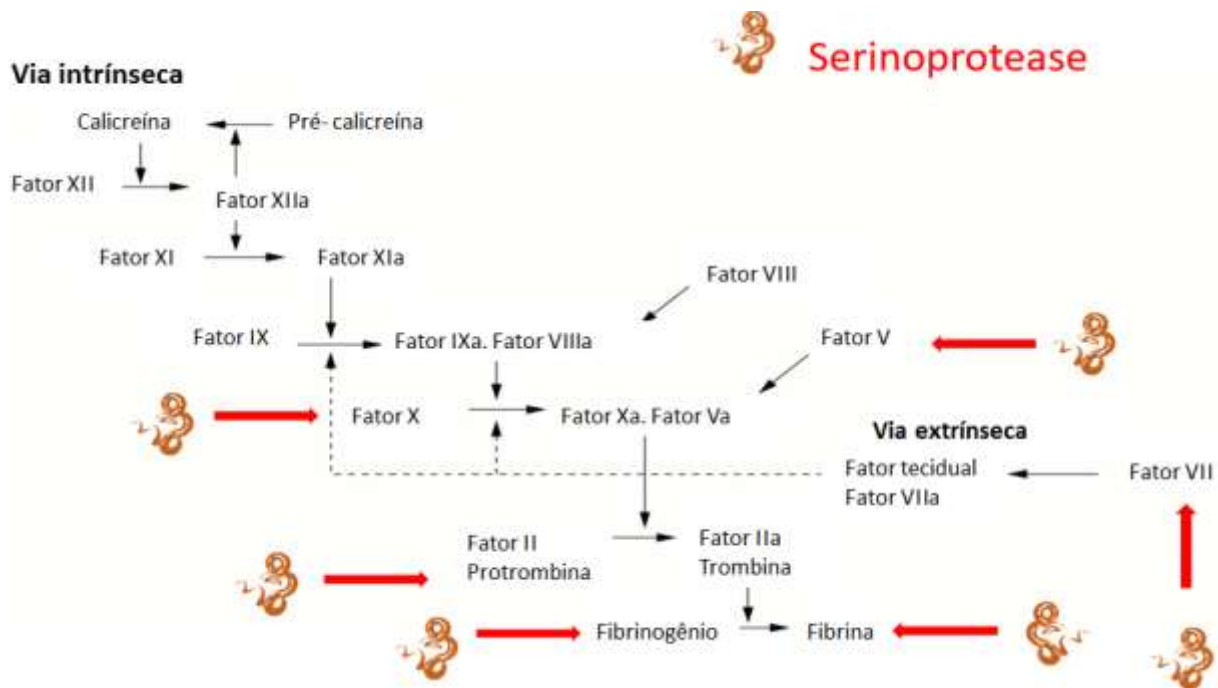 Serinoprotease
Via intrínseca
Calicreína
Pré- calicreína
Fator XII
Fator XIIa
Fator XI
Fator XIa
Fator VIII
Fator IX
Fator IXa. Fator VIIIa
Fator V
Fator X
Fator Xa. Fator Va
Via extrínseca
Fator tecidual
Fator VIIa
Fator VII
Fator II
Protrombina
Fator IIa
Trombina
Fibrinogênio
Fibrina